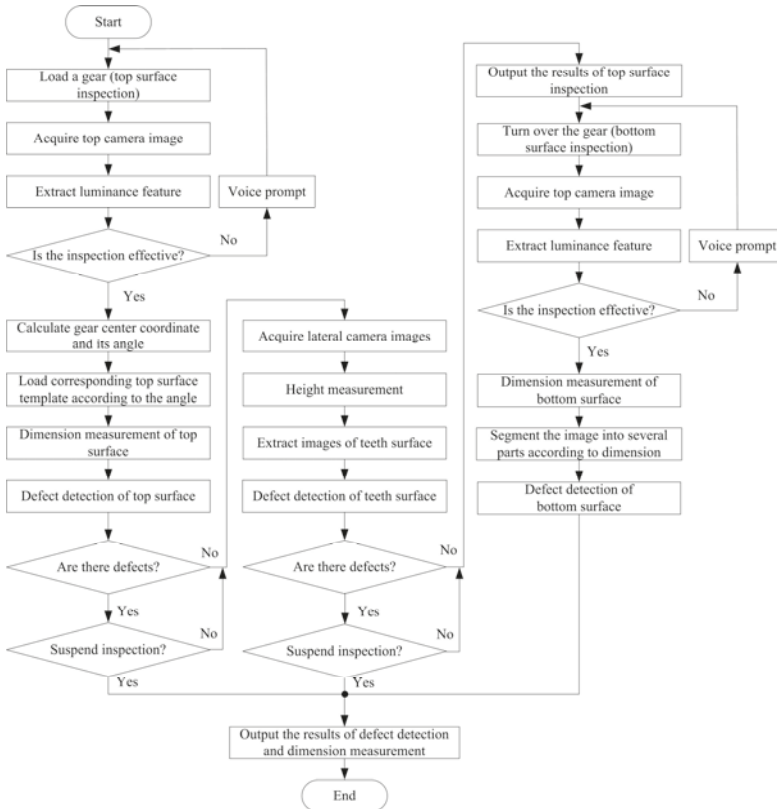 Start
Load a gear (top surface
inspection)
Acquire top camera image
Extract luminance feature
Voice prompt
Is the inspection effective?
No
Yes
Calculate gear center coordinate
and its angle
Load corresponding top surface
template according to the angle
Dimension measurement of top
surface
Defect detection of top surface
Are there defects?
No
Yes
Suspend inspection?
No
Yes
Acquire lateral camera images
Height measurement
Extract images of teeth surface
Defect detection of teeth surface
Are there defects?
No
Yes
Suspend inspection?
No
Yes
Output the results of top surface
inspection
Turn over the gear (bottom
surface inspection)
Acquire top camera image
Extract luminance feature
Voice prompt
Is the inspection effective?
No
Yes
Dimension measurement of
bottom surface
Segment the image into several
parts according to dimension
Defect detection of
bottom surface
Output the results of defect detection
and dimension measurement
End